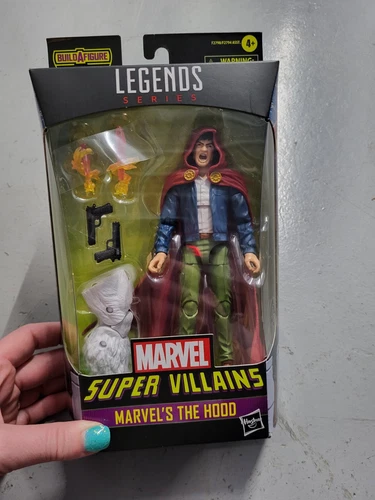 BUILD A FIGURE
4+
WARNING:
LEGENDS
SERIES
MARVEL
SUPER VILLAINS
MARVEL'S THE HOOD
Hasbro